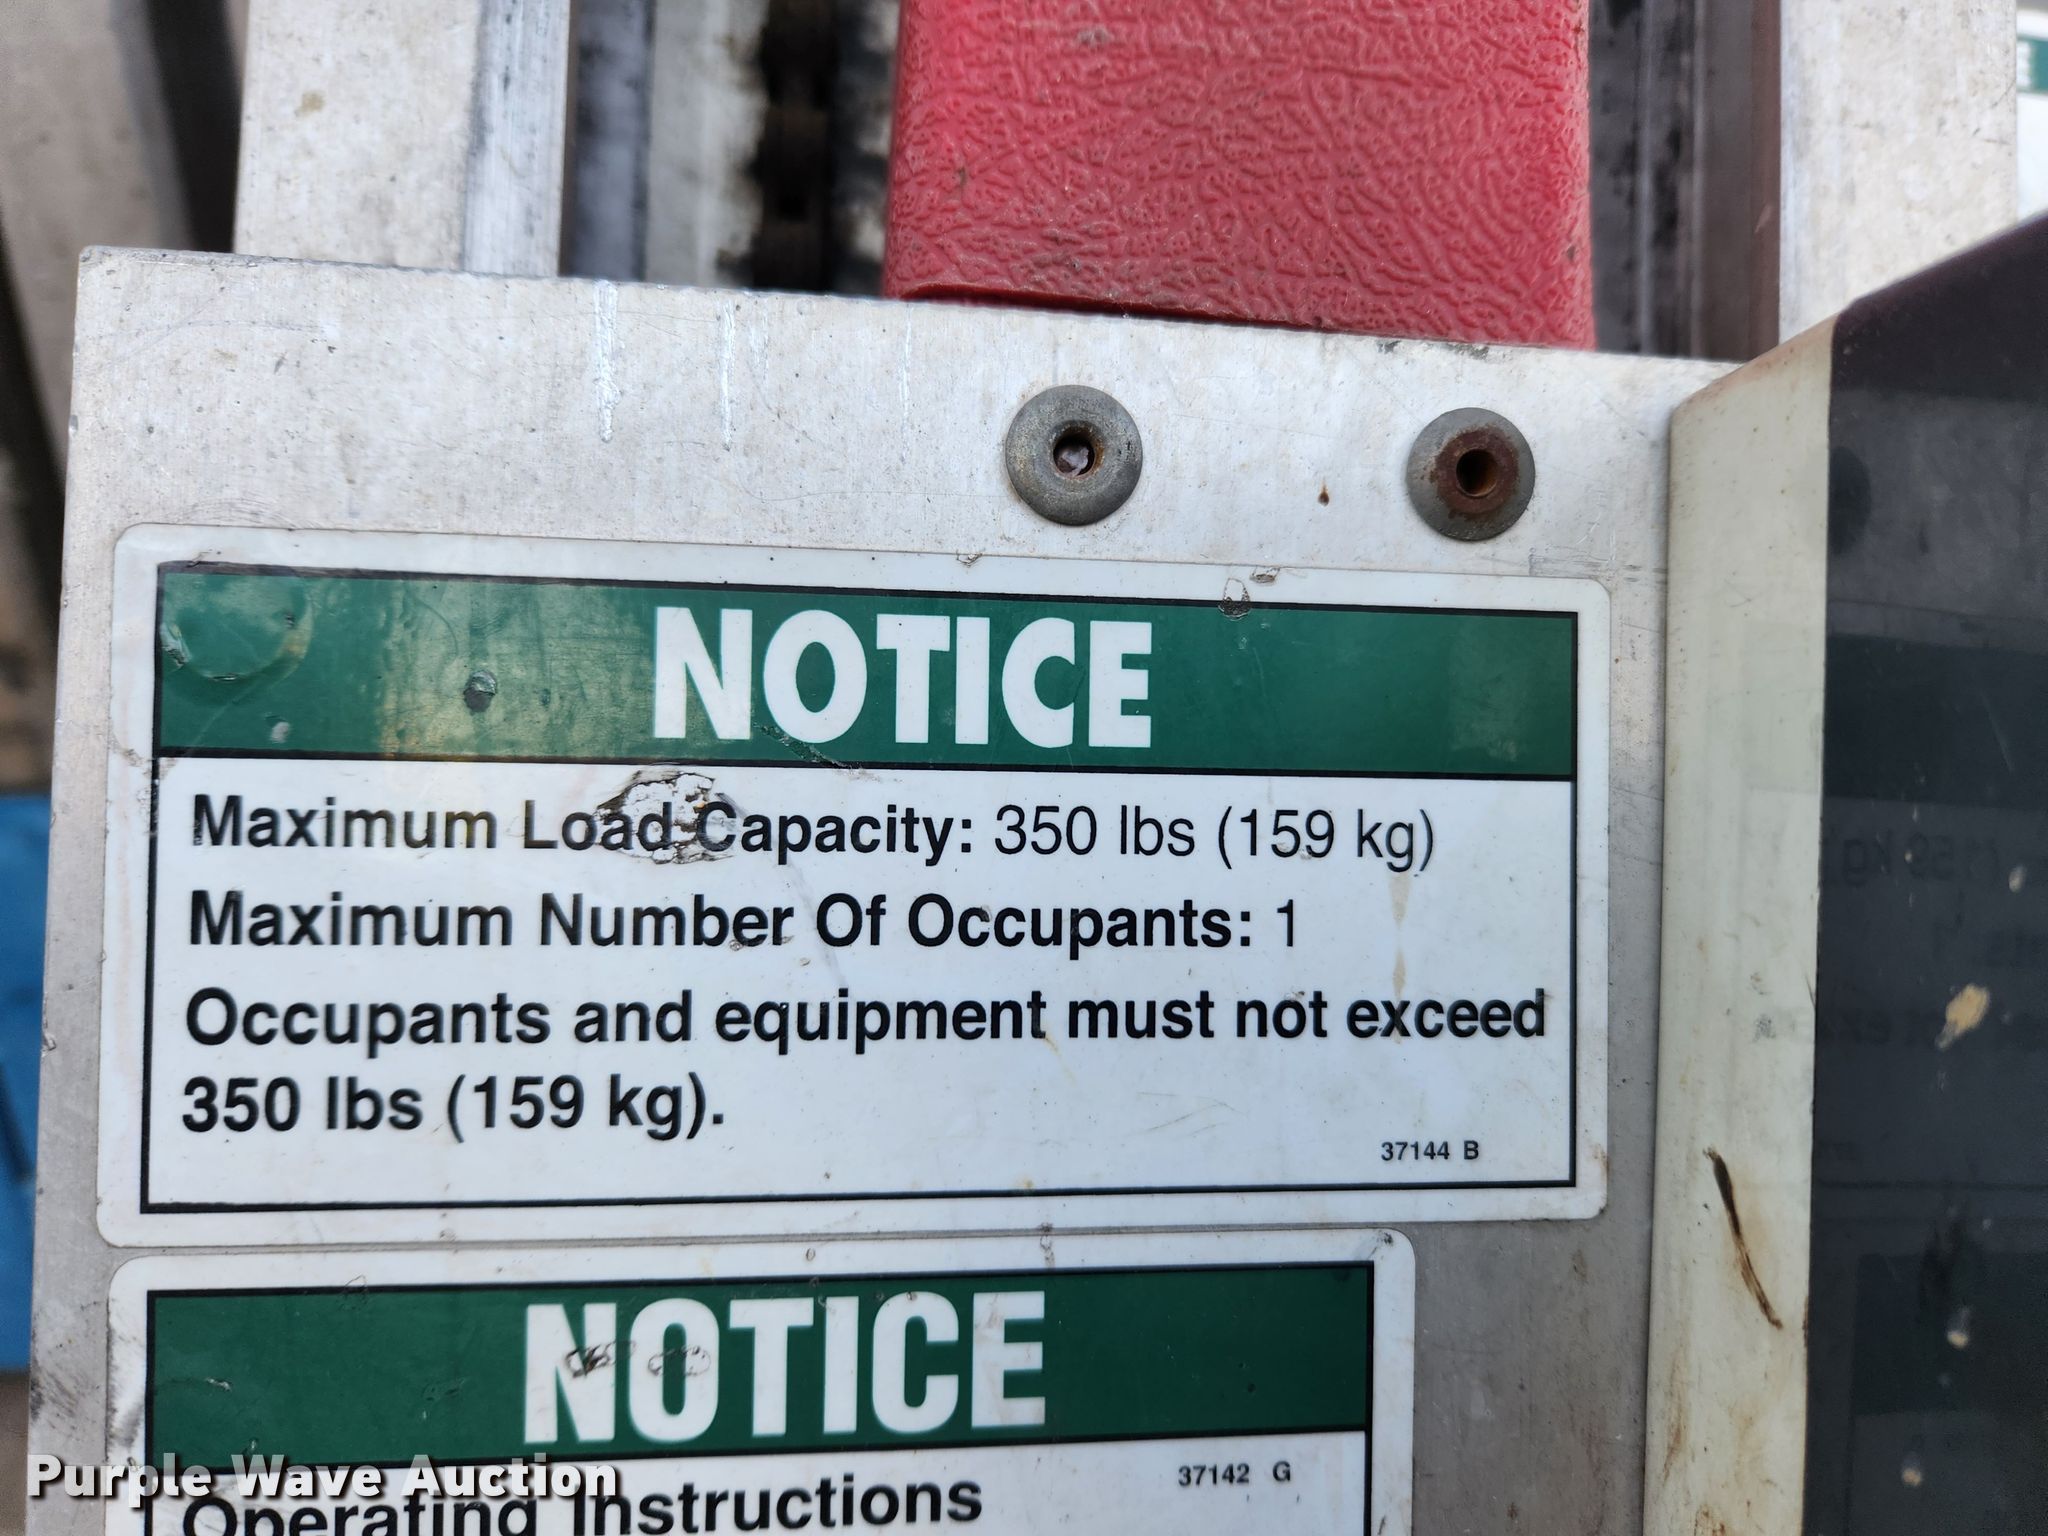 NOTICE
Maximum Load Capacity: 350 lbs (159 kg)
Maximum Number Of Occupants: 1
Occupants and equipment must not exceed
350 lbs (159 kg).
37144 B
NOTICE
37142 G
Operating Instructions
Purple Wave Auction